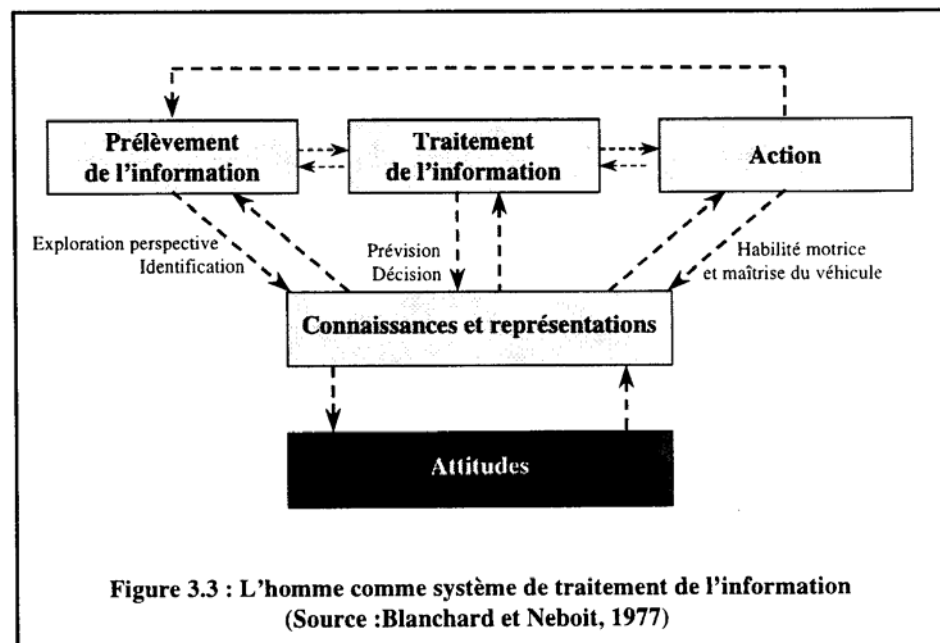 Prélèvement
de l'information
Traitement
de l'information
Action
Exploration perspective
Identification
Prévision
Décision
Habilité motrice
et maîtrise du véhicule
Connaissances et représentations
Attitudes
Figure 3.3 : L'homme comme système de traitement de l'information
(Source :Blanchard et Neboit, 1977)